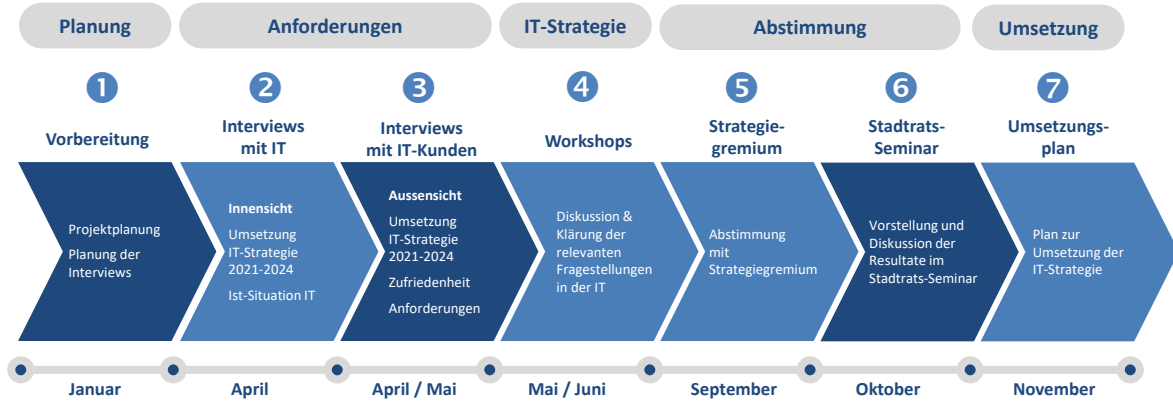 Planung
Anforderungen
IT-Strategie
Abstimmung
Umsetzung
1
2
3
4
5
6
7
Vorbereitung
Interviews
mit IT
Interviews
mit IT-Kunden
Workshops
Strategie-
gremium
Stadtrats-
Seminar
Umsetzungs-
plan
Projektplanung
Planung der
Interviews
Innensicht
Umsetzung
IT-Strategie
2021-2024
Ist-Situation IT
Aussensicht
Umsetzung
IT-Strategie
2021-2024
Zufriedenheit
Anforderungen
Diskussion &
Klärung der
relevanten
Fragestellungen
in der IT
Abstimmung
mit
Strategiegremium
Vorstellung und
Diskussion der
Resultate im
Stadtrats-Seminar
Plan zur
Umsetzung der
IT-Strategie
Januar
April
April / Mai
Mai / Juni
September
Oktober
November